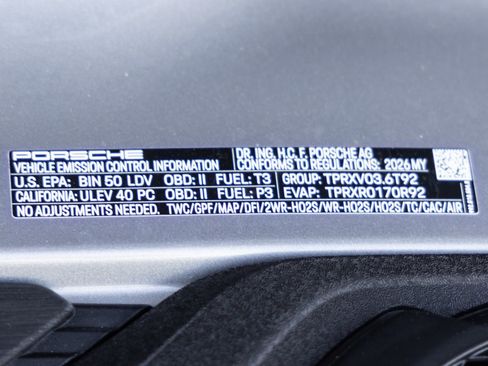 PORSCHE DR. ING. H.C. F. PORSCHE AG
VEHICLE EMISSION CONTROL INFORMATION CONFORMS TO REGULATIONS: 2026 MY
U.S. EPA: BIN 50 LDV OBD: II FUEL: T3 GROUP: TPRXV03.6T92
CALIFORNIA: ULEV 40 PC OBD: II FUEL: P3 EVAP: TPRXR0170R92
NO ADJUSTMENTS NEEDED. TWC/GPF/MAP/DFI/2WR-HO2S/WR-HO2S/HO2S/TC/CAC/AIR